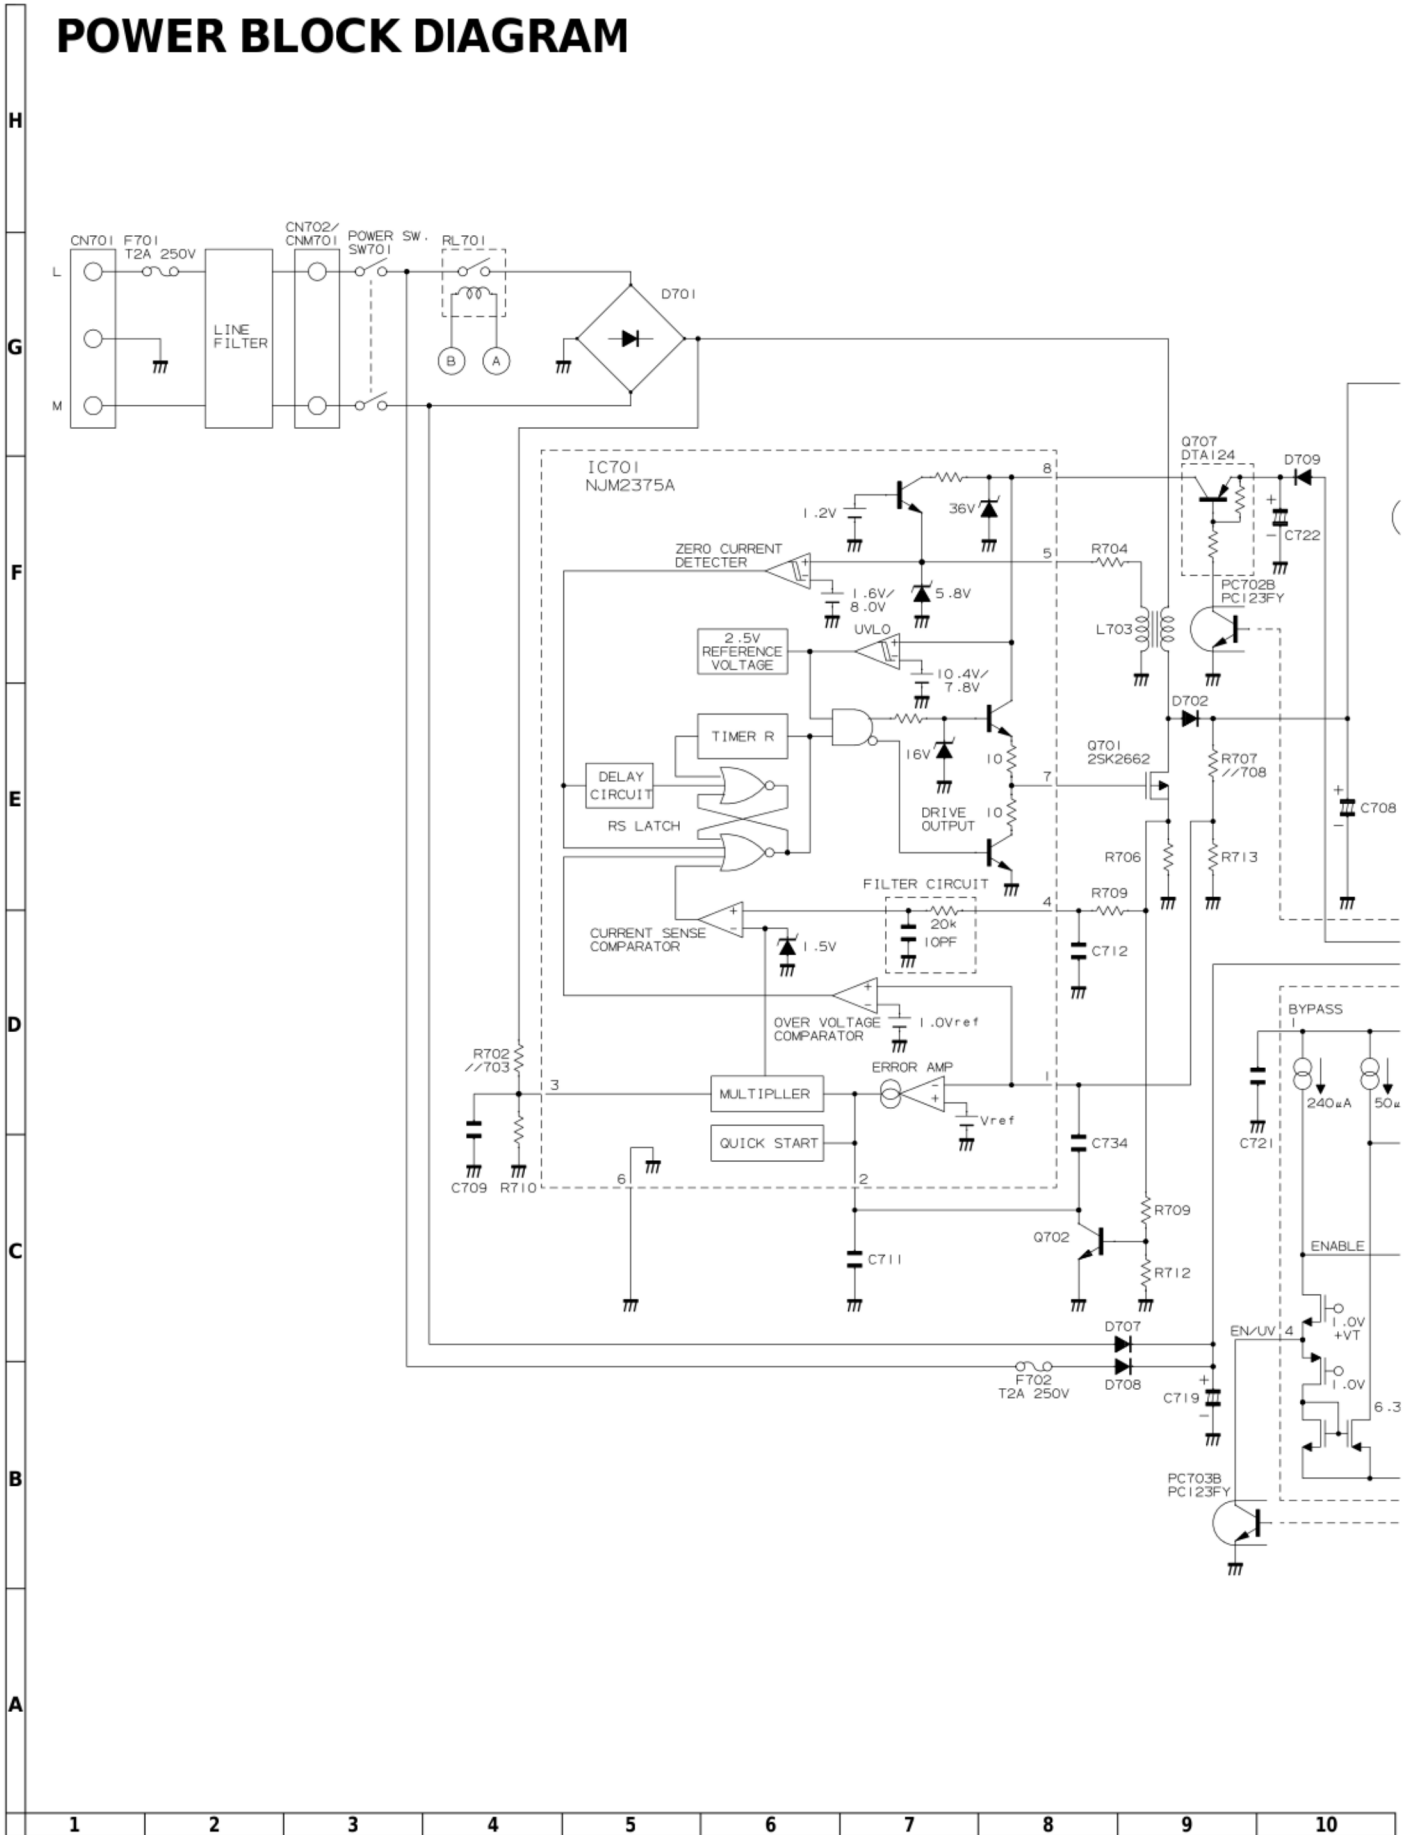 POWER BLOCK DIAGRAM
H
CN701 F701
T2A 250V
CN702/
CNM701
POWER SW.
SW701
RL701
L
D701
G
LINE
FILTER
B
A
M
Q707
DTA124
D709
IC701
NJM2375A
8
1.2V
36V
C722
+
-
F
ZERO CURRENT
DETECTER
+
-
5
R704
1.6V/
8.0V
5.8V
PC702B
PC123FY
UVLO
2.5V
REFERENCE
VOLTAGE
+
-
L703
10.4V/
7.8V
D702
TIMER R
16V
10
Q701
2SK2662
R707
//708
E
DELAY
CIRCUIT
7
+
C708
-
DRIVE
OUTPUT
10
RS LATCH
R706
R713
FILTER CIRCUIT
R709
4
+
-
20k
10PF
CURRENT SENSE
COMPARATOR
1.5V
C712
+
-
D
OVER VOLTAGE
COMPARATOR
1.0Vref
BYPASS
1
R702
//703
ERROR AMP
3
MULTIPLLER
-
+
1
240µA
50µ
Vref
QUICK START
C734
C721
C709
R710
6
2
R709
C
Q702
ENABLE
C711
R712
D707
EN/UV 4
1.0V
+VT
F702
T2A 250V
D708
+
C719
-
1.0V
6.3
B
PC703B
PC123FY
A
1
2
3
4
5
6
7
8
9
10